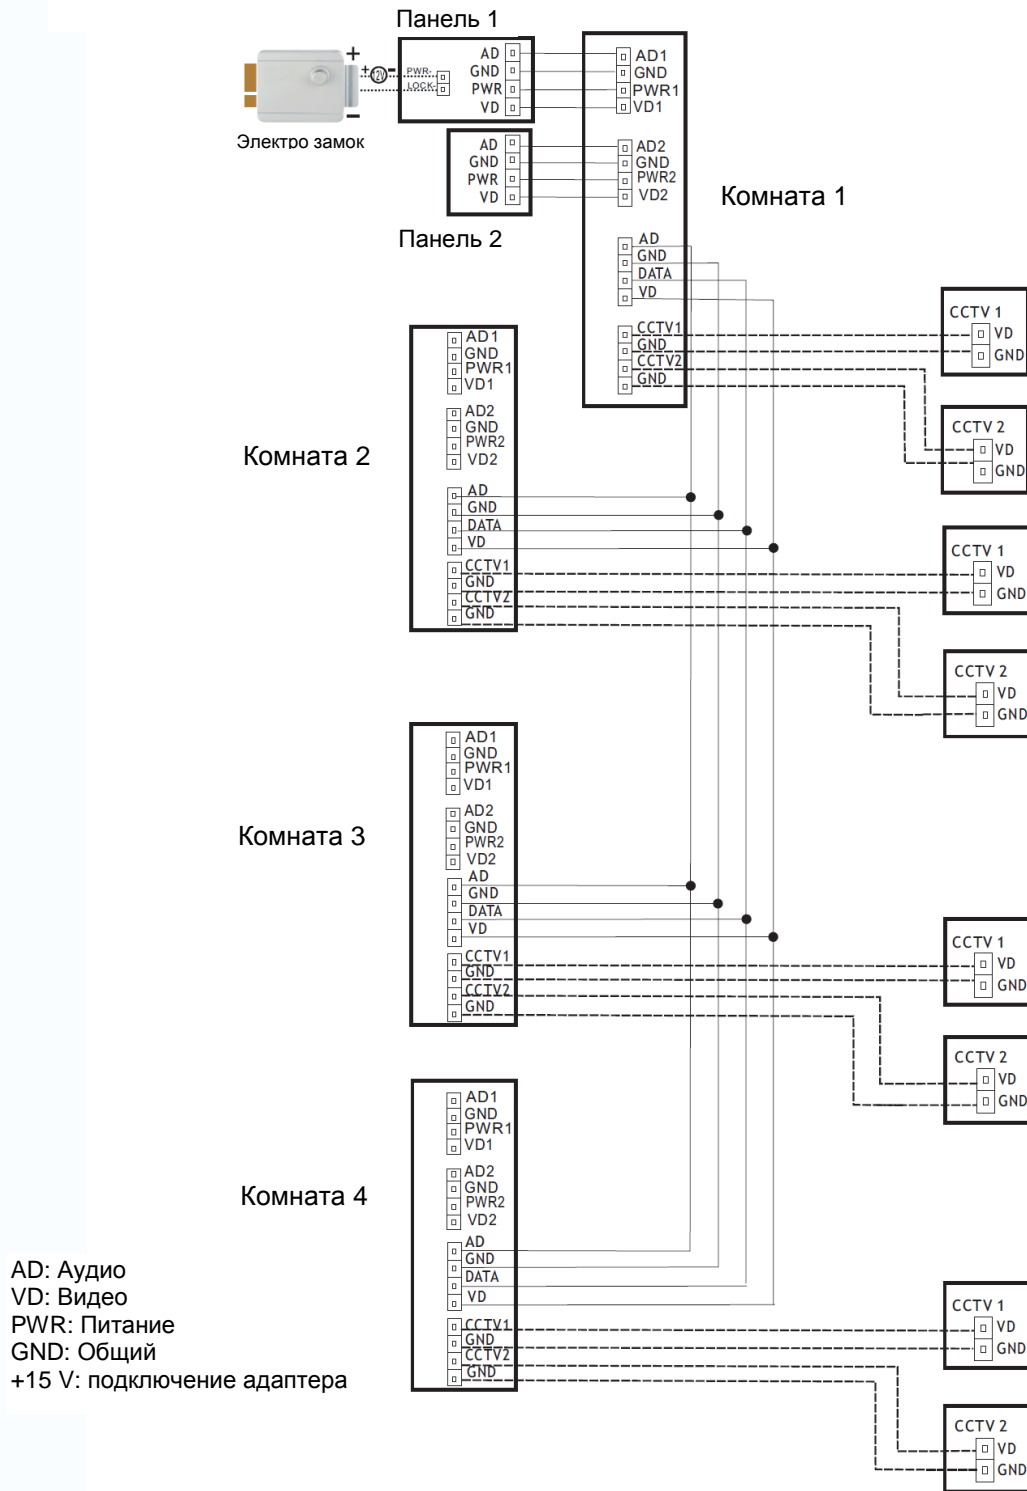 Панель 1
+
+ 12V -
PWR-
LOCK-
–
Электро замок
AD
GND
PWR
VD
AD1
GND
PWR1
VD1
AD
GND
PWR
VD
Панель 2
AD2
GND
PWR2
VD2
Комната 1
AD
GND
DATA
VD
CCTV1
GND
CCTV2
GND
CCTV 1
VD
GND
CCTV 2
VD
GND
Комната 2
AD1
GND
PWR1
VD1
AD2
GND
PWR2
VD2
AD
GND
DATA
VD
CCTV1
GND
CCTV2
GND
CCTV 1
VD
GND
CCTV 2
VD
GND
Комната 3
AD1
GND
PWR1
VD1
AD2
GND
PWR2
VD2
AD
GND
DATA
VD
CCTV1
GND
CCTV2
GND
CCTV 1
VD
GND
CCTV 2
VD
GND
Комната 4
AD1
GND
PWR1
VD1
AD2
GND
PWR2
VD2
AD
GND
DATA
VD
CCTV1
GND
CCTV2
GND
CCTV 1
VD
GND
CCTV 2
VD
GND
AD: Аудио
VD: Видео
PWR: Питание
GND: Общий
+15 V: подключение адаптера